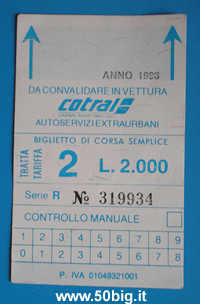 ANNO 1993
DA CONVALIDARE IN VETTURA
cotral
AUTOSERVIZI EXTRAURBANI
BIGLIETTO DI CORSA SEMPLICE
TRATTA TARIFFA 2 L. 2.000
Serie R № 319934
CONTROLLO MANUALE
0 1 2 3 4 5 6 7 8
1 2 3 4 5 6 7 8 9
P. IVA 01048321001
www.50big.it